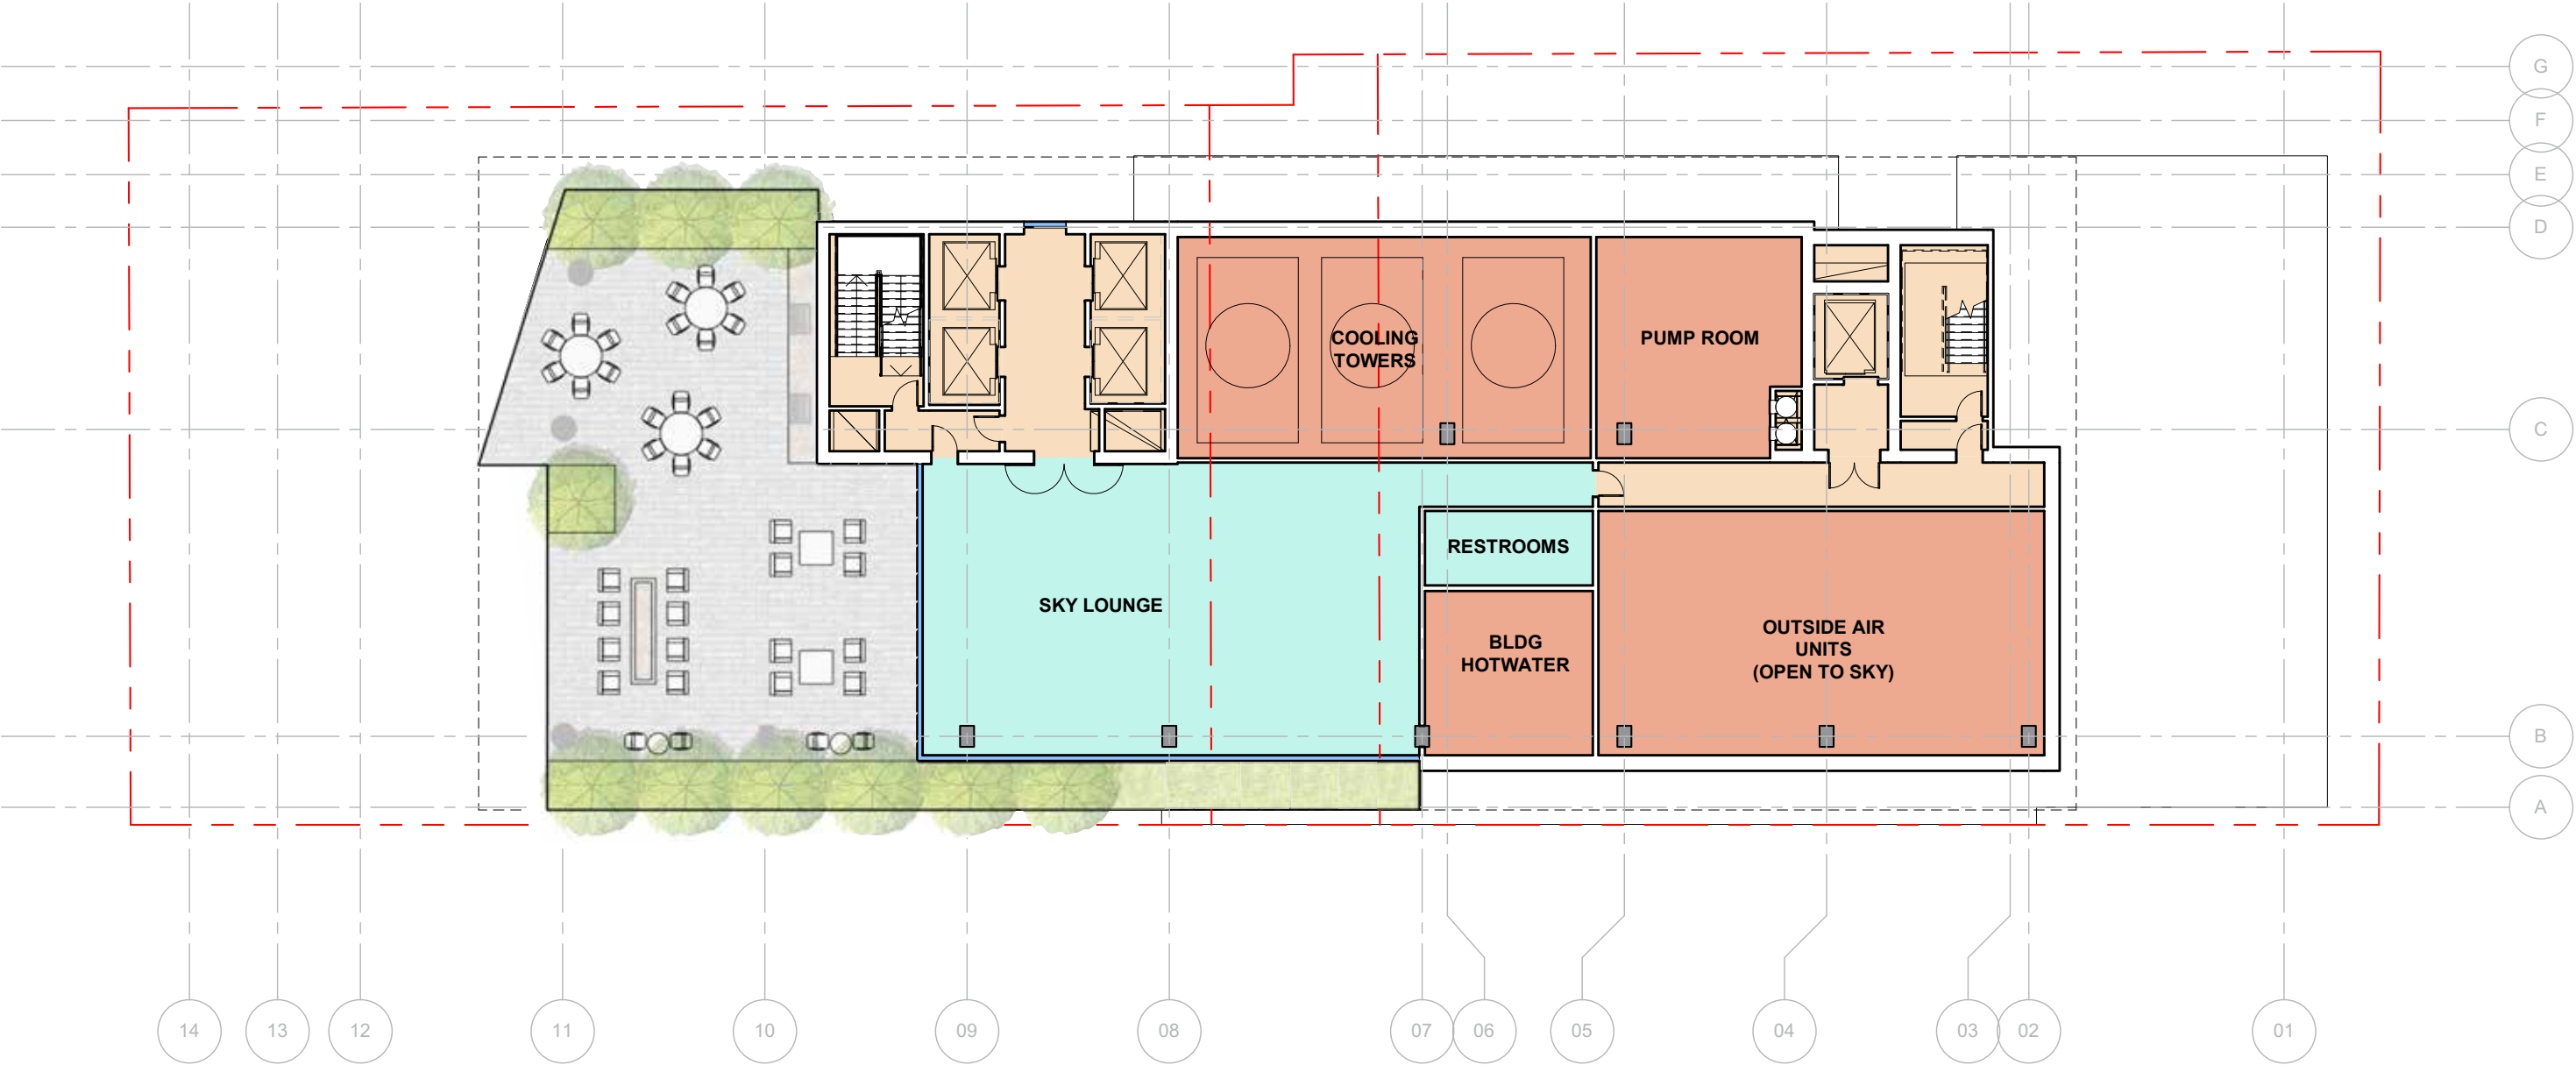 G
F
E
D
COOLING
TOWERS
PUMP ROOM
C
RESTROOMS
SKY LOUNGE
BLDG
HOTWATER
OUTSIDE AIR
UNITS
(OPEN TO SKY)
B
A
14 13 12 11 10 09 08 07 06 05 04 03 02 01